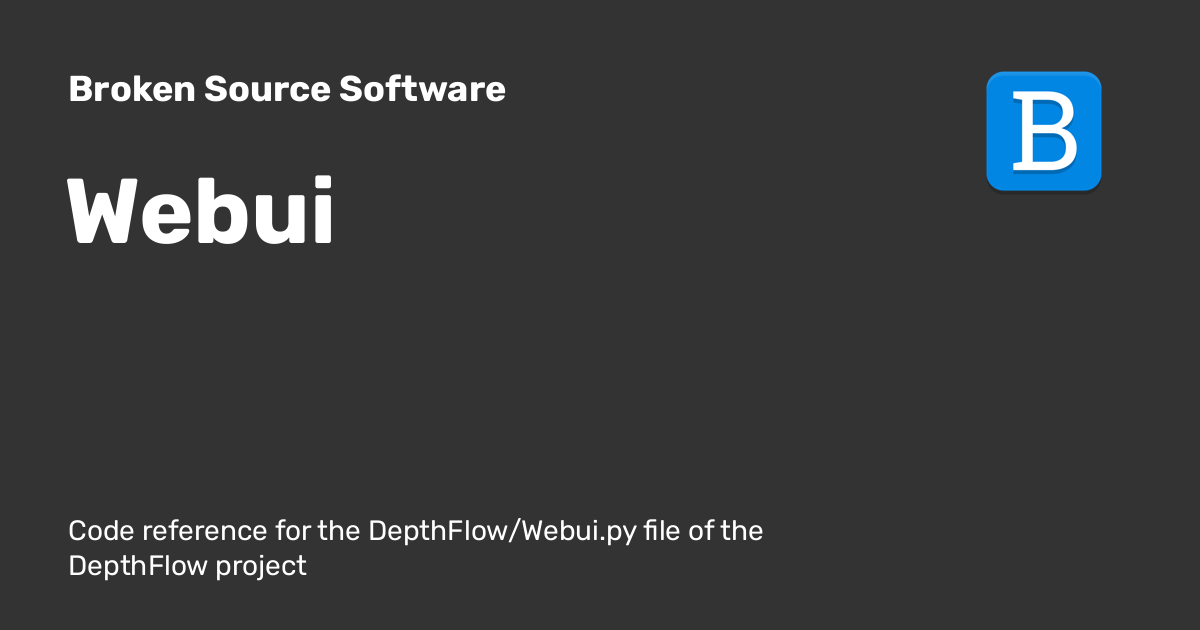 Broken Source Software
B
Webui
Code reference for the DepthFlow/Webui.py file of the
DepthFlow project